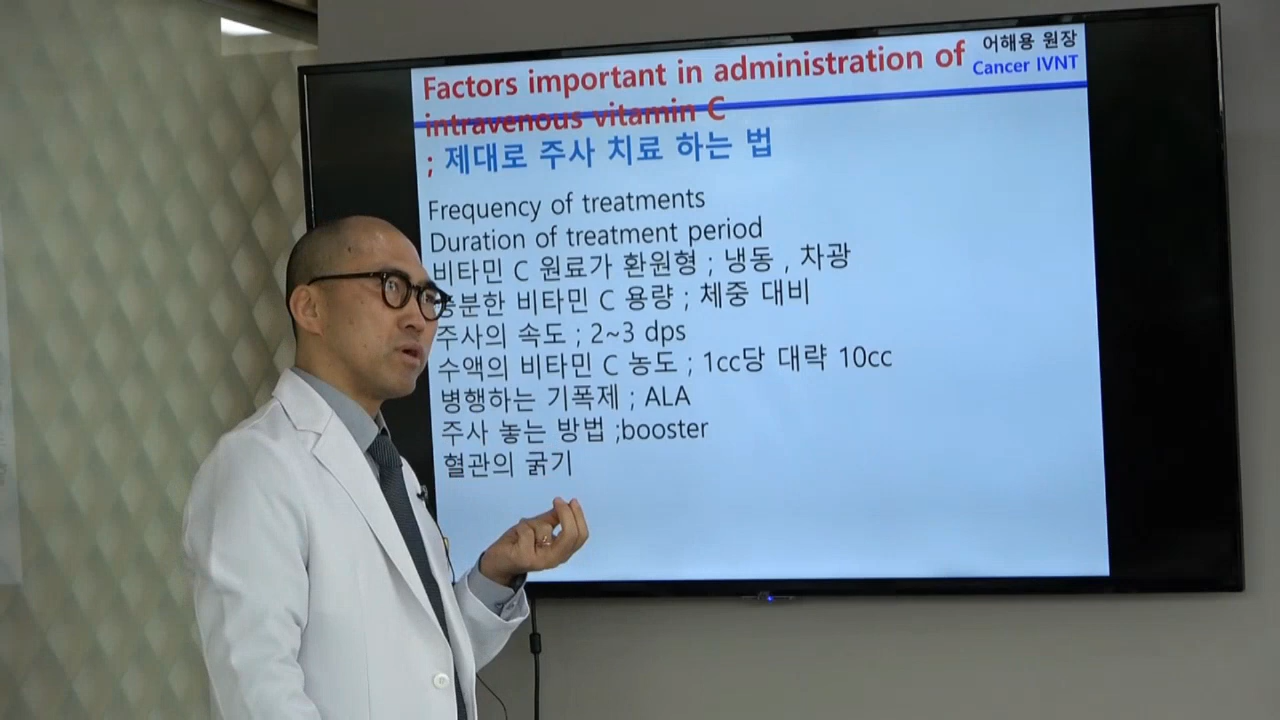 Factors important in administration of
intravenous vitamin C
; 제대로 주사 치료 하는 법
어해용 원장
Cancer IVNT
Frequency of treatments
Duration of treatment period
비타민 C 원료가 환원형 ; 냉동 , 차광
충분한 비타민 C 용량 ; 체중 대비
주사의 속도 ; 2~3 dps
수액의 비타민 C 농도 ; 1cc당 대략 10cc
병행하는 기폭제 ; ALA
주사 놓는 방법 ;booster
혈관의 굵기